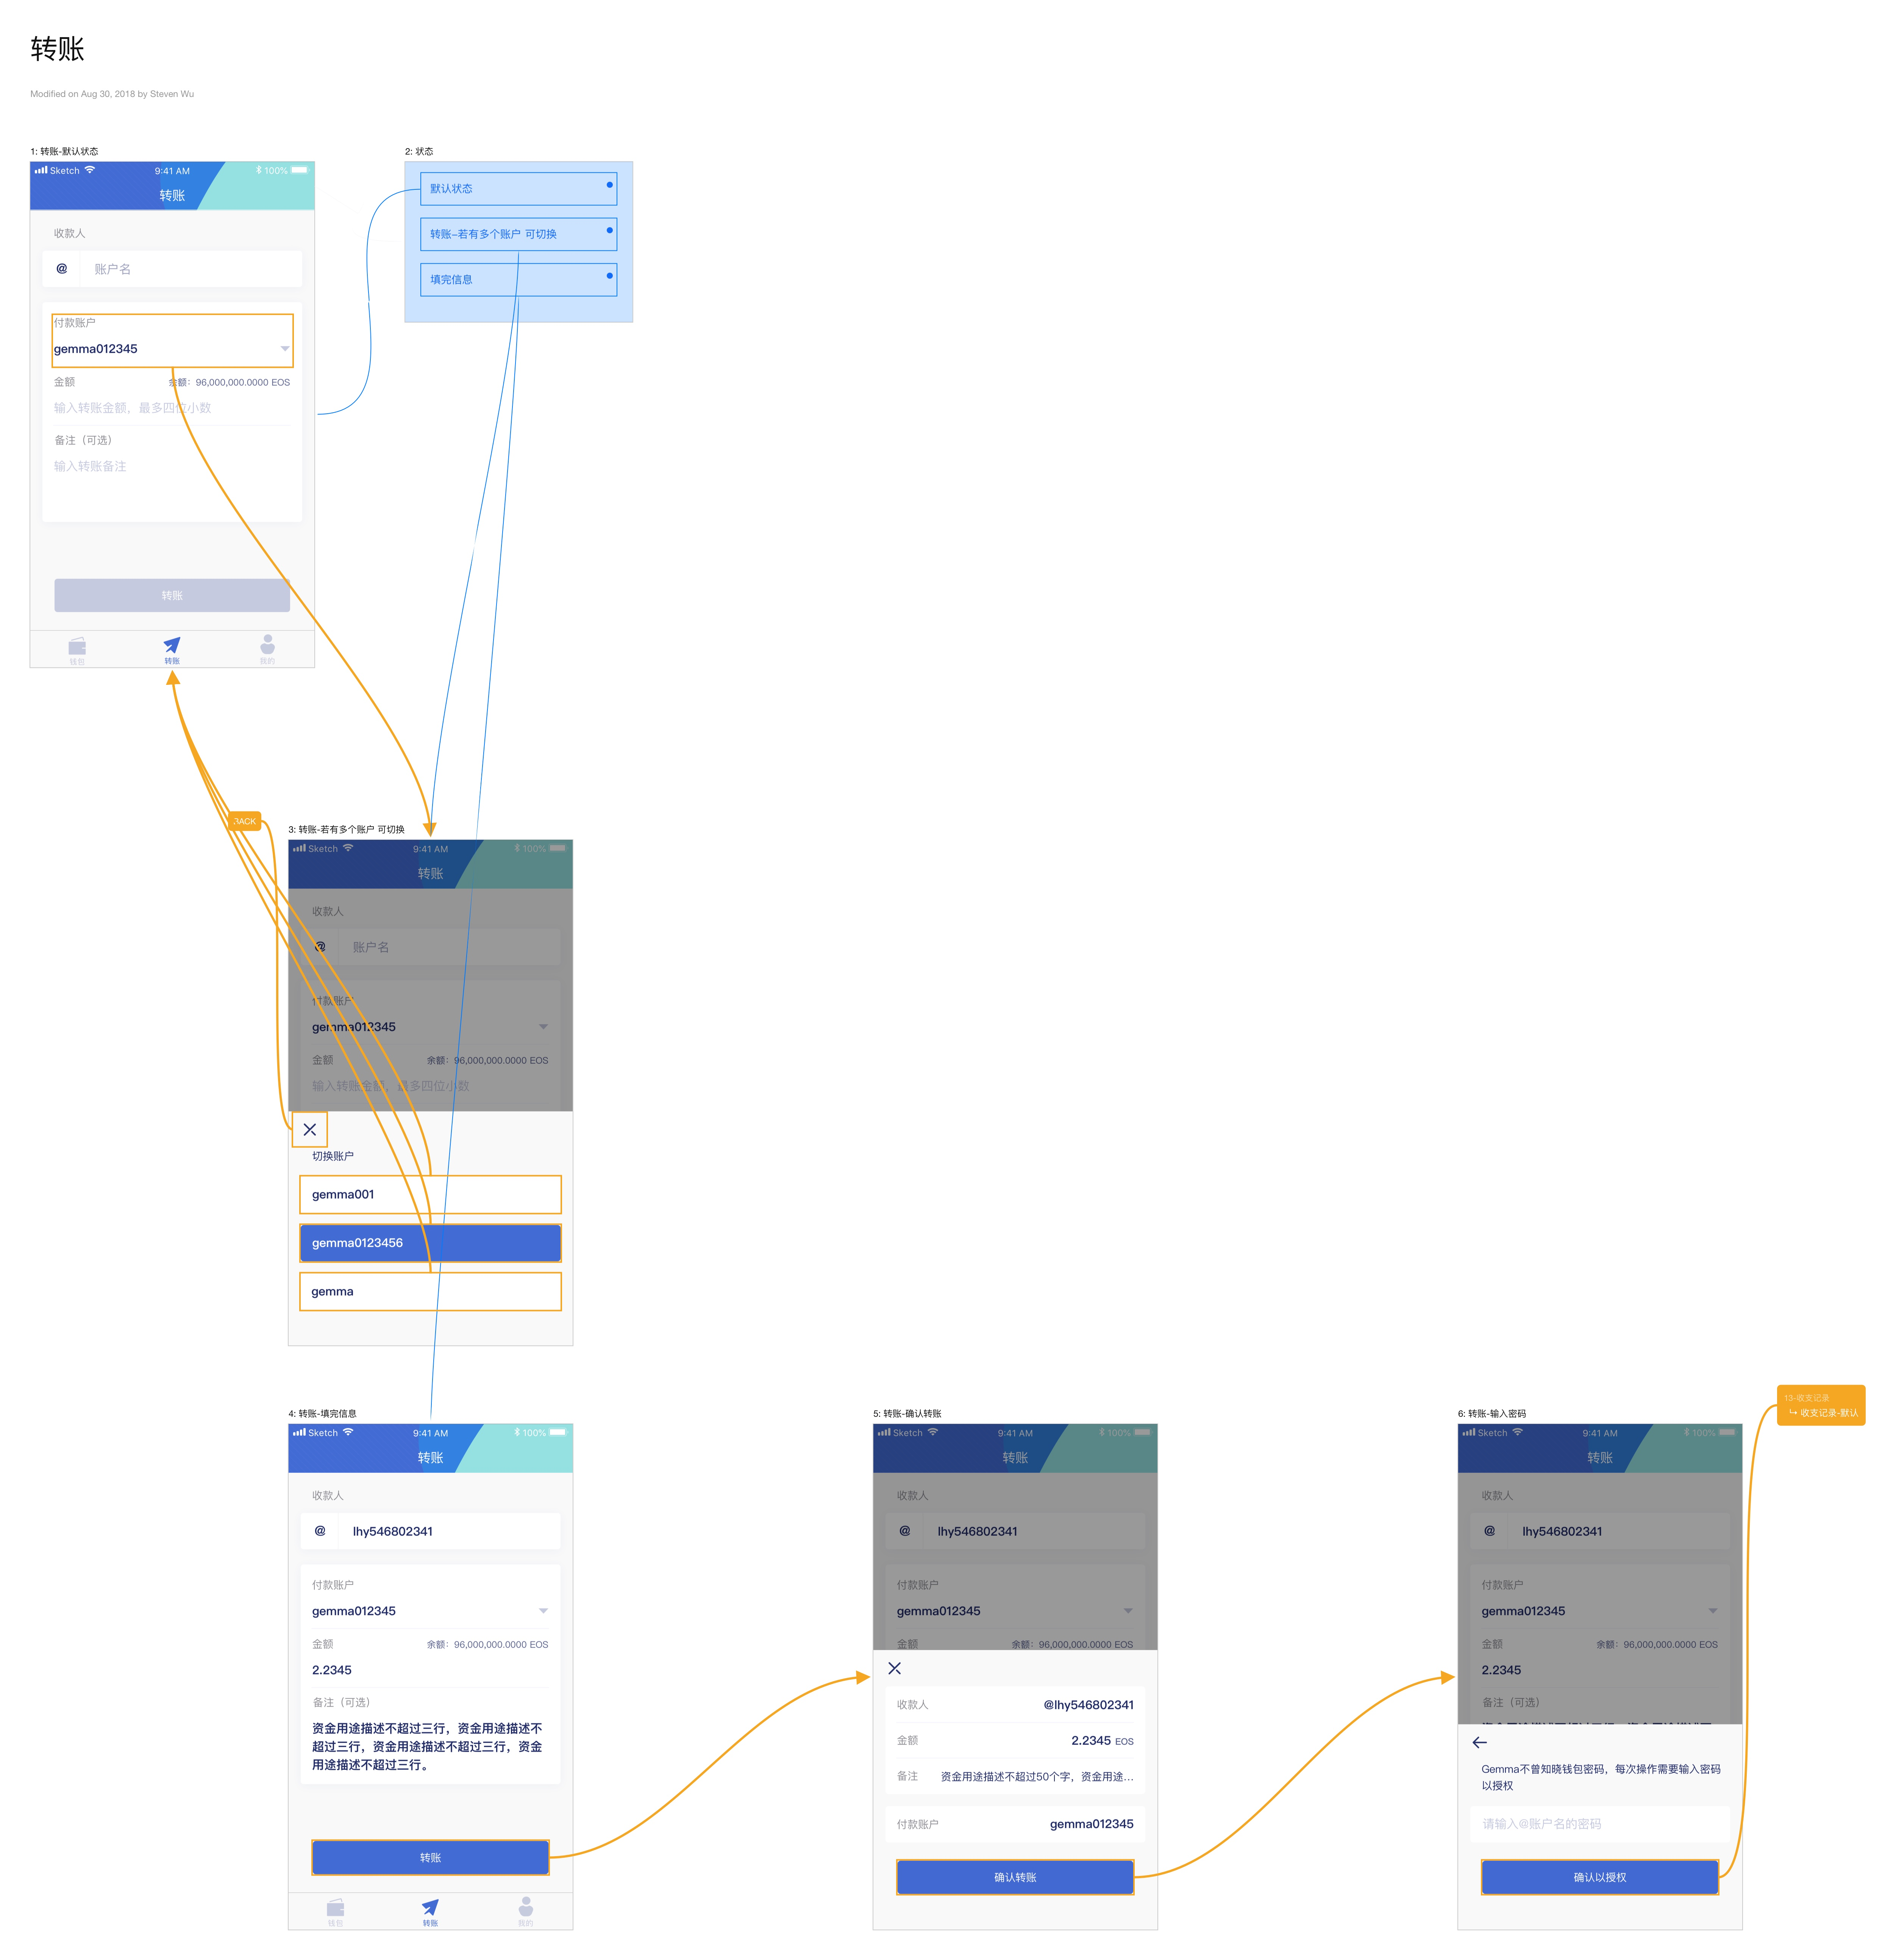 转账
Modified on Aug 30, 2018 by Steven Wu
1: 转账-默认状态
Sketch 9:41 AM 100%
转账
收款人
@ 账户名
付款账户
gemma012345
金额 余额：96,000,000.0000 EOS
输入转账金额，最多四位小数
备注（可选）
输入转账备注
转账
钱包 转账 我的
2: 状态
默认状态
转账-若有多个账户 可切换
填完信息
BACK
3: 转账-若有多个账户 可切换
Sketch 9:41 AM 100%
转账
收款人
@ 账户名
付款账户
gemma012345
金额 余额：96,000,000.0000 EOS
输入转账金额，最多四位小数
切换账户
gemma001
gemma0123456
gemma
4: 转账-填完信息
Sketch 9:41 AM 100%
转账
收款人
@ lhy546802341
付款账户
gemma012345
金额 余额：96,000,000.0000 EOS
2.2345
备注（可选）
资金用途描述不超过三行，资金用途描述不
超过三行，资金用途描述不超过三行，资金
用途描述不超过三行。
转账
钱包 转账 我的
5: 转账-确认转账
Sketch 9:41 AM 100%
转账
收款人
@ lhy546802341
付款账户
gemma012345
金额 余额：96,000,000.0000 EOS
收款人 @lhy546802341
金额 2.2345 EOS
备注 资金用途描述不超过50个字，资金用途...
付款账户 gemma012345
确认转账
6: 转账-输入密码
Sketch 9:41 AM 100%
转账
收款人
@ lhy546802341
付款账户
gemma012345
金额 余额：96,000,000.0000 EOS
2.2345
备注（可选）
Gemma不曾知晓钱包密码，每次操作需要输入密码
以授权
请输入@账户名的密码
确认以授权
13-收支记录
↪ 收支记录-默认